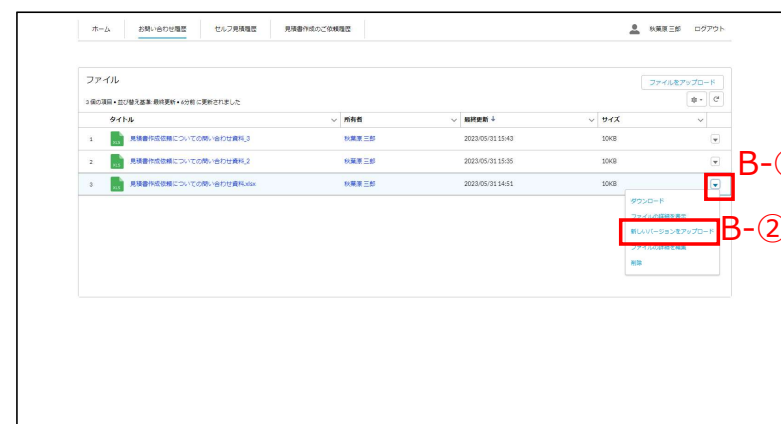 ホーム お問い合わせ履歴 セルフ見積履歴 見積書作成のご依頼履歴 秋葉原 三郎 ログアウト
ファイル
ファイルをアップロード
3 個の項目 • 並び替え基準: 最終更新 • 6分前 に更新されました
タイトル 所有者 最終更新 ↓ サイズ
1 見積書作成依頼についての問い合わせ資料_3 秋葉原 三郎 2023/05/31 15:43 10KB
2 見積書作成依頼についての問い合わせ資料_2 秋葉原 三郎 2023/05/31 15:35 10KB
3 見積書作成依頼についての問い合わせ資料.xlsx 秋葉原 三郎 2023/05/31 14:51 10KB
B-①
ダウンロード
ファイルの詳細を表示
新しいバージョンをアップロード
B-②
ファイルの詳細を編集
削除